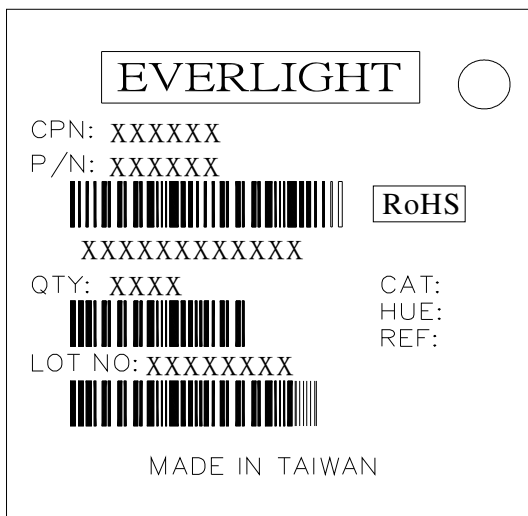 EVERLIGHT
CPN: XXXXXX
P/N: XXXXXX
RoHS
XXXXXXXXXXXX
QTY: XXXX
CAT:
HUE:
REF:
LOT NO: XXXXXXXX
MADE IN TAIWAN